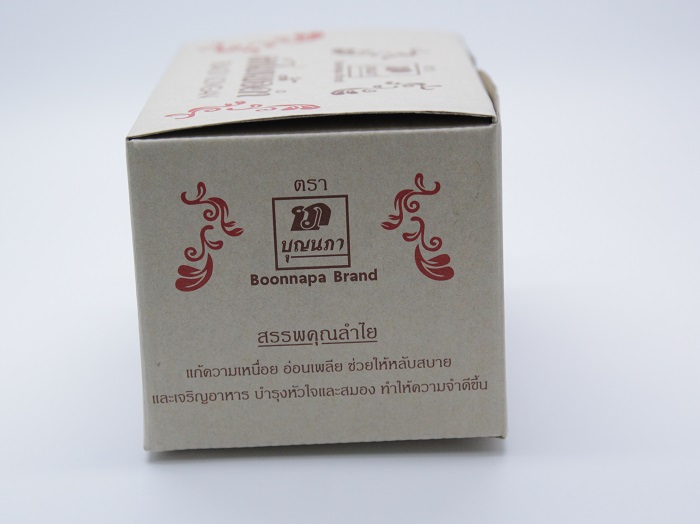 ตรา
บุญนภา
Boonnapa Brand
สรรพคุณลำไย
แก้ความเหนื่อย อ่อนเพลีย ช่วยให้หลับสบาย
และเจริญอาหาร บำรุงหัวใจและสมอง ทำให้ความจำดีขึ้น